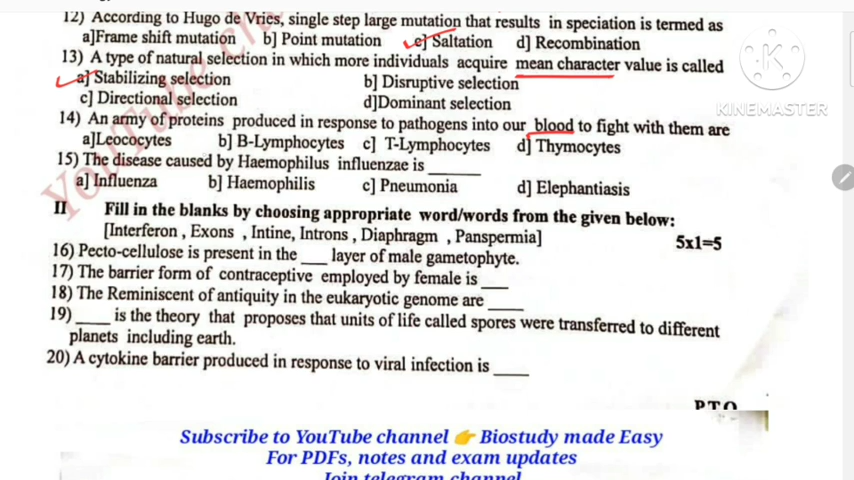 12) According to Hugo de Vries, single step large mutation that results in speciation is termed as
a]Frame shift mutation b] Point mutation c] Saltation d] Recombination
13) A type of natural selection in which more individuals acquire mean character value is called
a] Stabilizing selection b] Disruptive selection
c] Directional selection d]Dominant selection
14) An army of proteins produced in response to pathogens into our blood to fight with them are
a]Leococytes b] B-Lymphocytes c] T-Lymphocytes d] Thymocytes
15) The disease caused by Haemophilus influenzae is ______
a] Influenza b] Haemophilis c] Pneumonia d] Elephantiasis
II Fill in the blanks by choosing appropriate word/words from the given below:
[Interferon , Exons , Intine, Introns , Diaphragm , Panspermia] 5x1=5
16) Pecto-cellulose is present in the ___ layer of male gametophyte.
17) The barrier form of contraceptive employed by female is ___
18) The Reminiscent of antiquity in the eukaryotic genome are ____
19) ____ is the theory that proposes that units of life called spores were transferred to different
planets including earth.
20) A cytokine barrier produced in response to viral infection is ____
PTO
KINEMASTER
YouTube ch
Subscribe to YouTube channel 👉 Biostudy made Easy
For PDFs, notes and exam updates
Join telegram channel